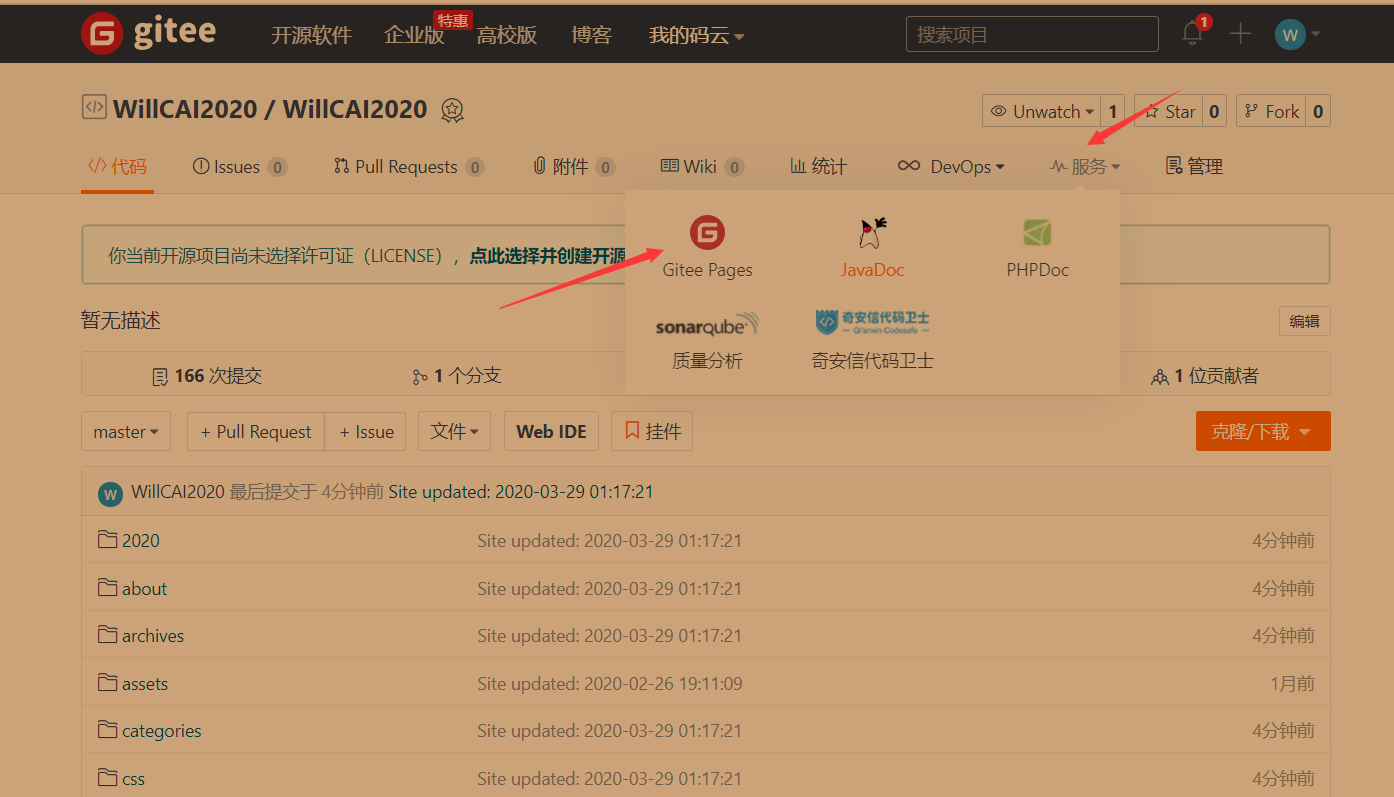 gitee 开源软件 企业版 特惠 高校版 博客 我的码云 搜索项目 1 W
WillCAI2020 / WillCAI2020
Unwatch 1 Star 0 Fork 0
代码 Issues 0 Pull Requests 0 附件 0 Wiki 0 统计 DevOps 服务 管理
你当前开源项目尚未选择许可证（LICENSE），点此选择并创建开源
Gitee Pages JavaDoc PHPDoc
sonarqube 奇安信代码卫士
Qi'anxin Codesafe
质量分析 奇安信代码卫士
暂无描述 编辑
166 次提交 1 个分支 1 位贡献者
master + Pull Request + Issue 文件 Web IDE 挂件 克隆/下载
W WillCAI2020 最后提交于 4分钟前 Site updated: 2020-03-29 01:17:21
2020 Site updated: 2020-03-29 01:17:21 4分钟前
about Site updated: 2020-03-29 01:17:21 4分钟前
archives Site updated: 2020-03-29 01:17:21 4分钟前
assets Site updated: 2020-02-26 19:11:09 1月前
categories Site updated: 2020-03-29 01:17:21 4分钟前
css Site updated: 2020-03-29 01:17:21 4分钟前